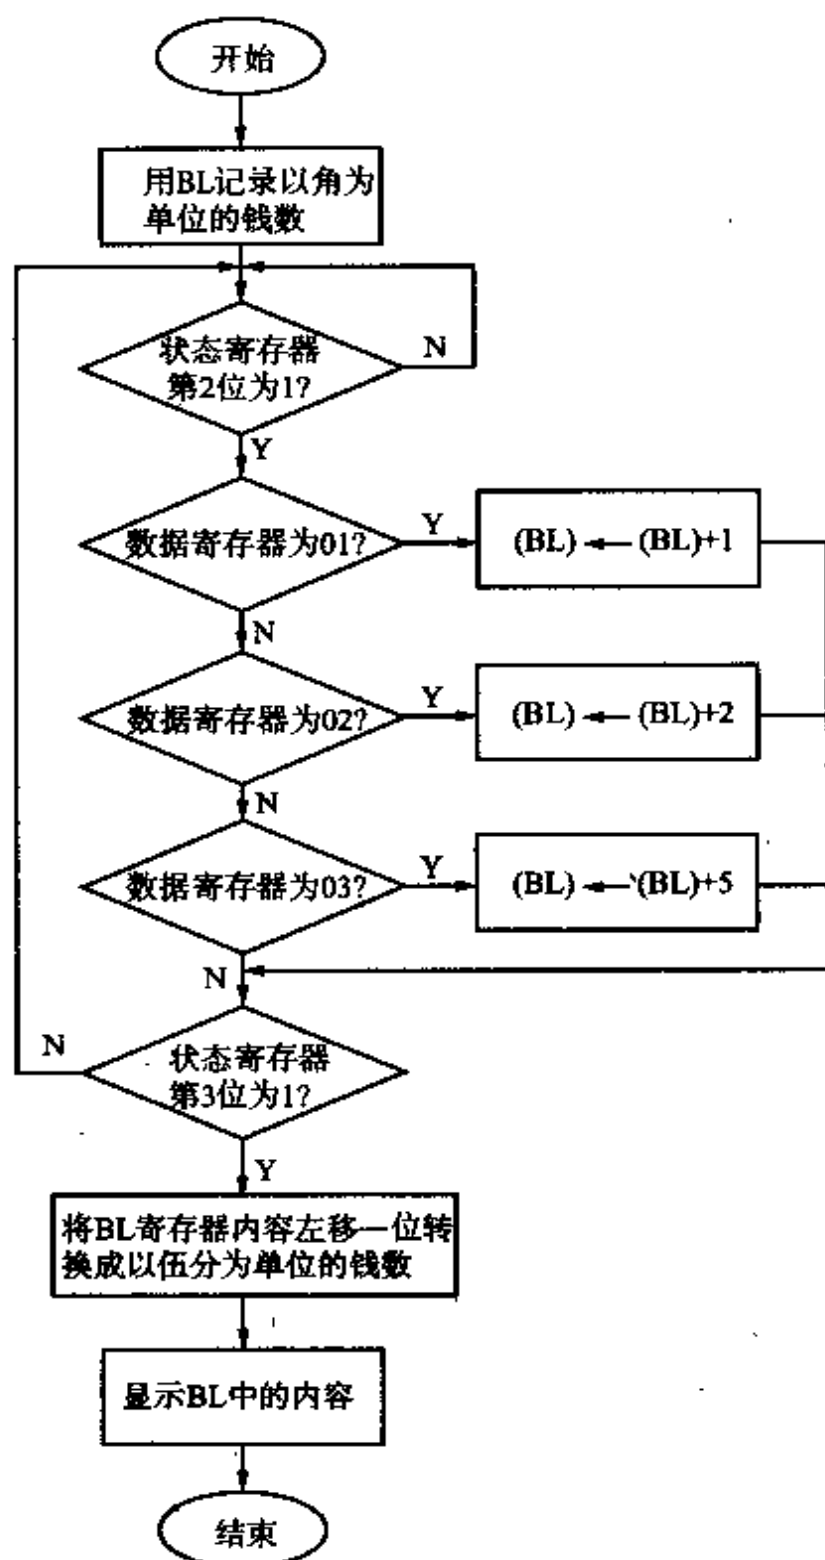 开始
用BL记录以角为
单位的钱数
状态寄存器
第2位为1?
N
Y
数据寄存器为01?
Y
(BL) ← (BL)+1
N
数据寄存器为02?
Y
(BL) ← (BL)+2
N
数据寄存器为03?
Y
(BL) ← (BL)+5
N
N
状态寄存器
第3位为1?
Y
将BL寄存器内容左移一位转
换成以伍分为单位的钱数
显示BL中的内容
结束